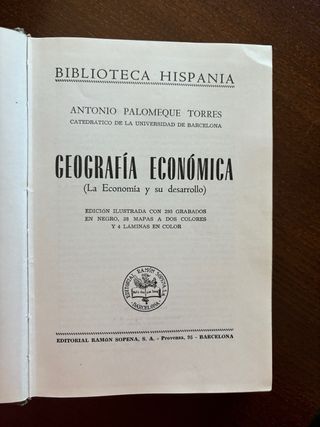 BIBLIOTECA HISPANIA
ANTONIO PALOMEQUE TORRES
CATEDRÁTICO DE LA UNIVERSIDAD DE BARCELONA
GEOGRAFÍA ECONÓMICA
(La Economía y su desarrollo)
EDICIÓN ILUSTRADA CON 293 GRABADOS
EN NEGRO, 38 MAPAS A DOS COLORES
Y 4 LÁMINAS EN COLOR
EDITORIAL RAMÓN SOPENA, S.A.
BARCELONA
EDITORIAL RAMÓN SOPENA, S. A. - Provenza, 95 - BARCELONA